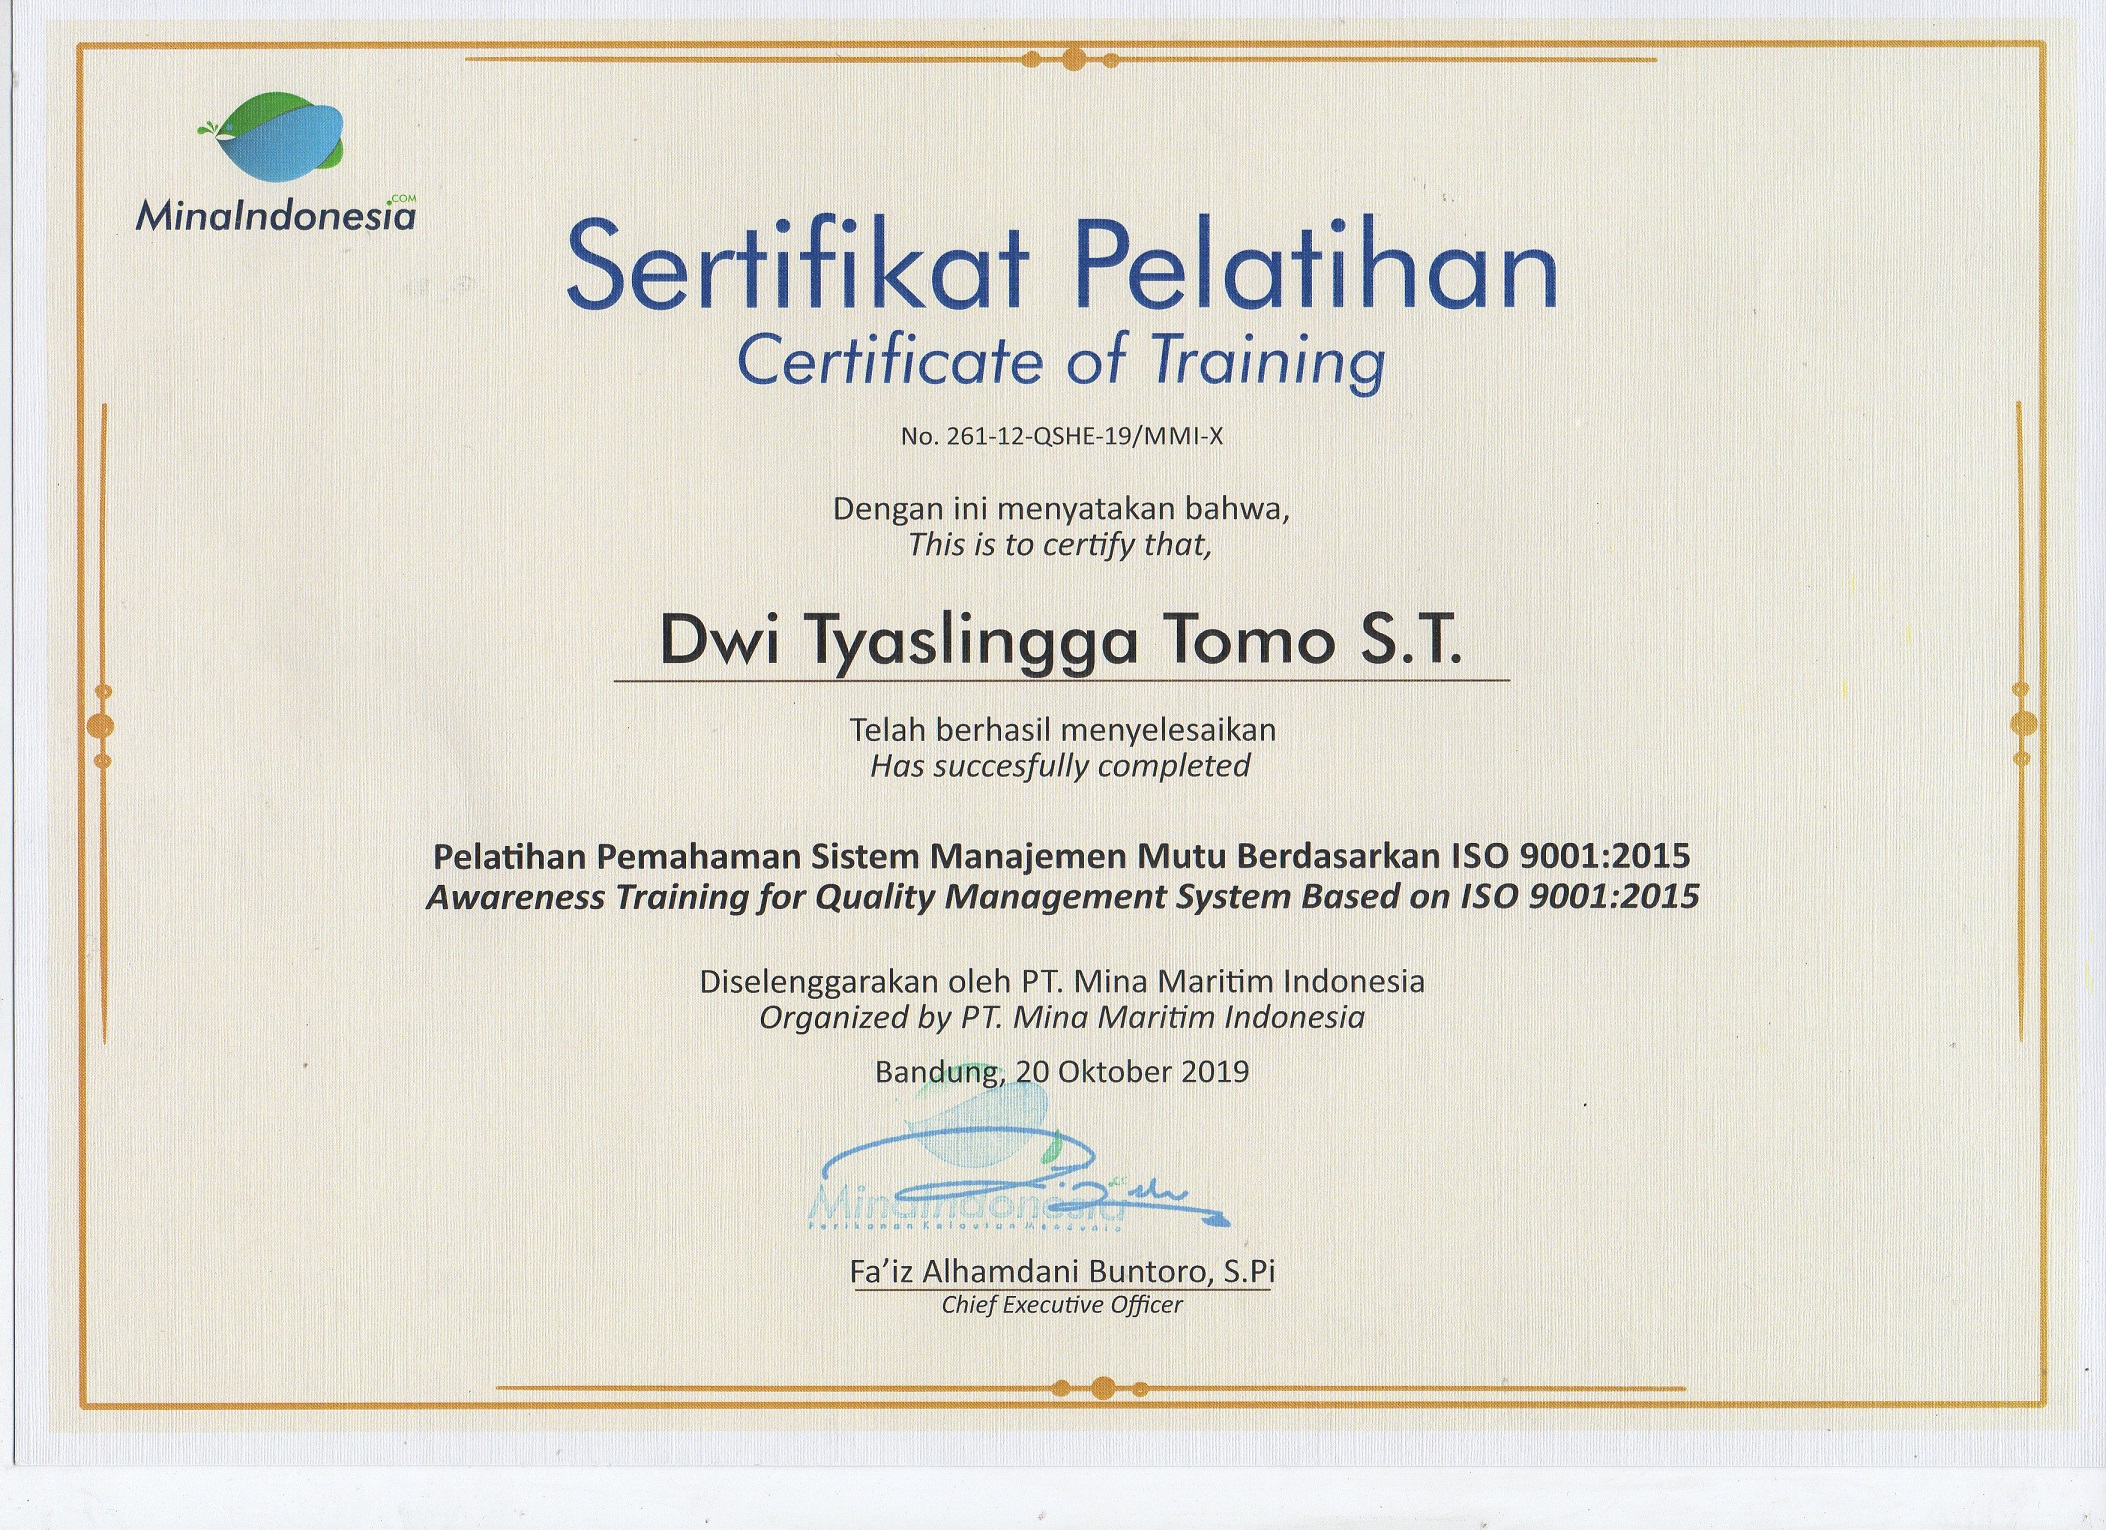 MinaIndonesia
.COM
Sertifikat Pelatihan
Certificate of Training
No. 261-12-QSHE-19/MMI-X
Dengan ini menyatakan bahwa,
This is to certify that,
Dwi Tyaslingga Tomo S.T.
Telah berhasil menyelesaikan
Has succesfully completed
Pelatihan Pemahaman Sistem Manajemen Mutu Berdasarkan ISO 9001:2015
Awareness Training for Quality Management System Based on ISO 9001:2015
Diselenggarakan oleh PT. Mina Maritim Indonesia
Organized by PT. Mina Maritim Indonesia
Bandung, 20 Oktober 2019
MinaIndonesia
Perikanan Kelautan Mendunia
Fa’iz Alhamdani Buntoro, S.Pi
Chief Executive Officer